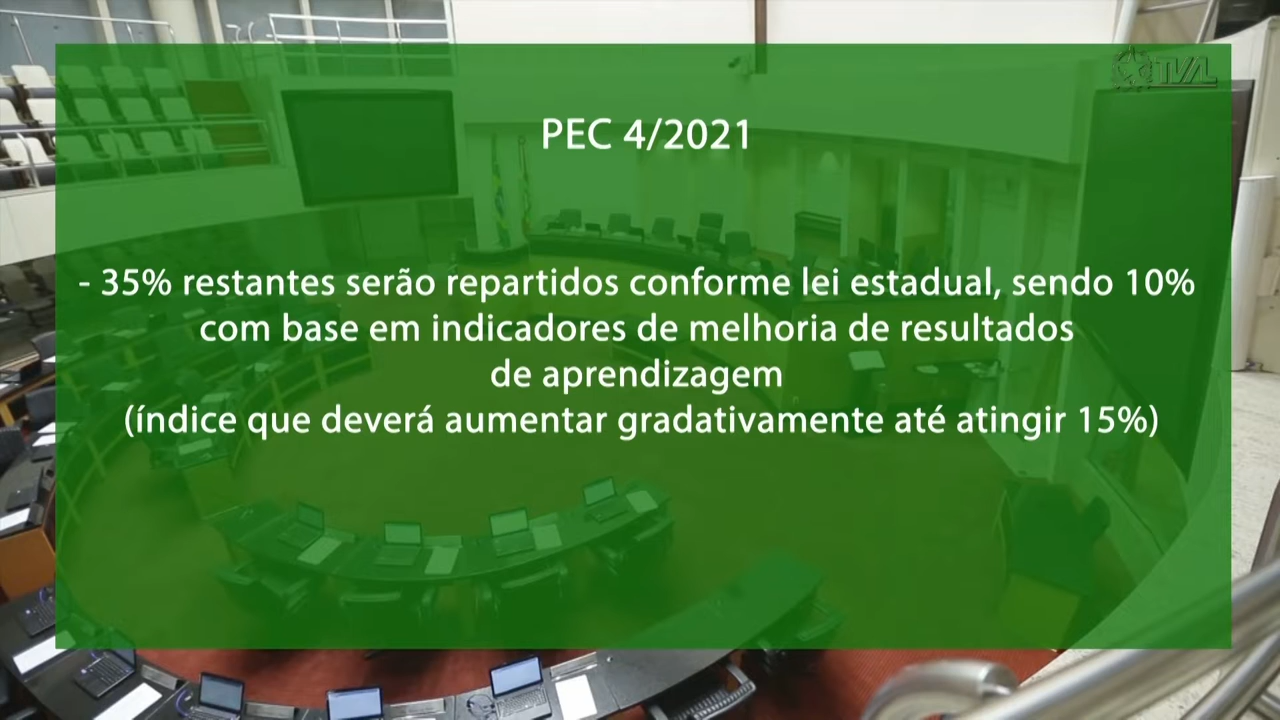 TVAL
PEC 4/2021
- 35% restantes serão repartidos conforme lei estadual, sendo 10%
com base em indicadores de melhoria de resultados
de aprendizagem
(índice que deverá aumentar gradativamente até atingir 15%)